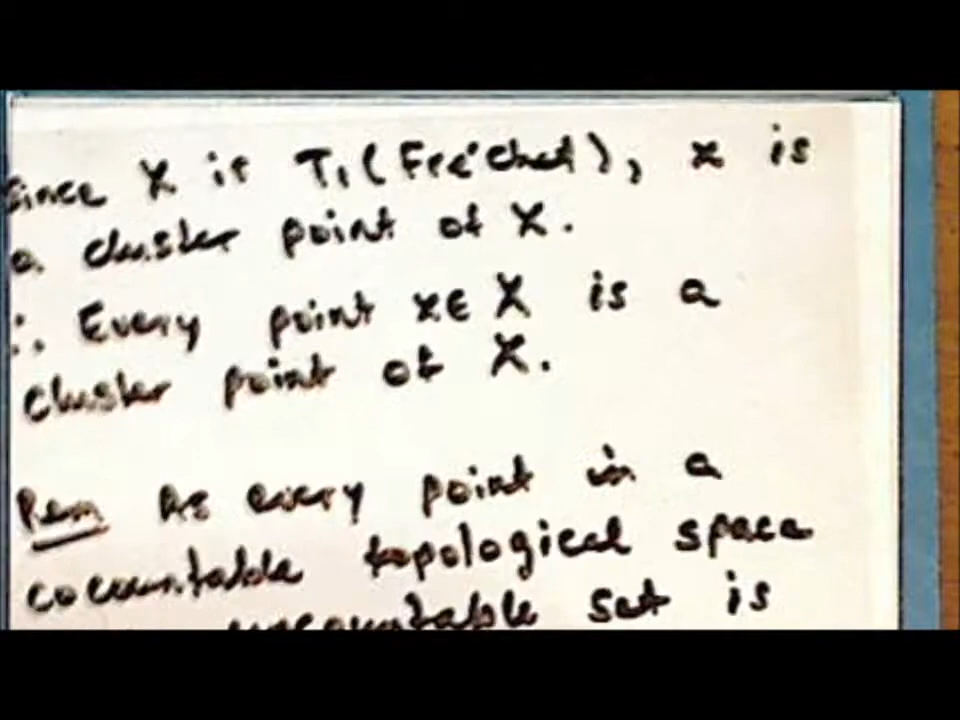 since X is T₁(Fréchet), x is
a cluster point of X.
∴ Every point x∈ X is a
cluster point of X.
Rem As every point in a
cocountable topological space
uncountable set is